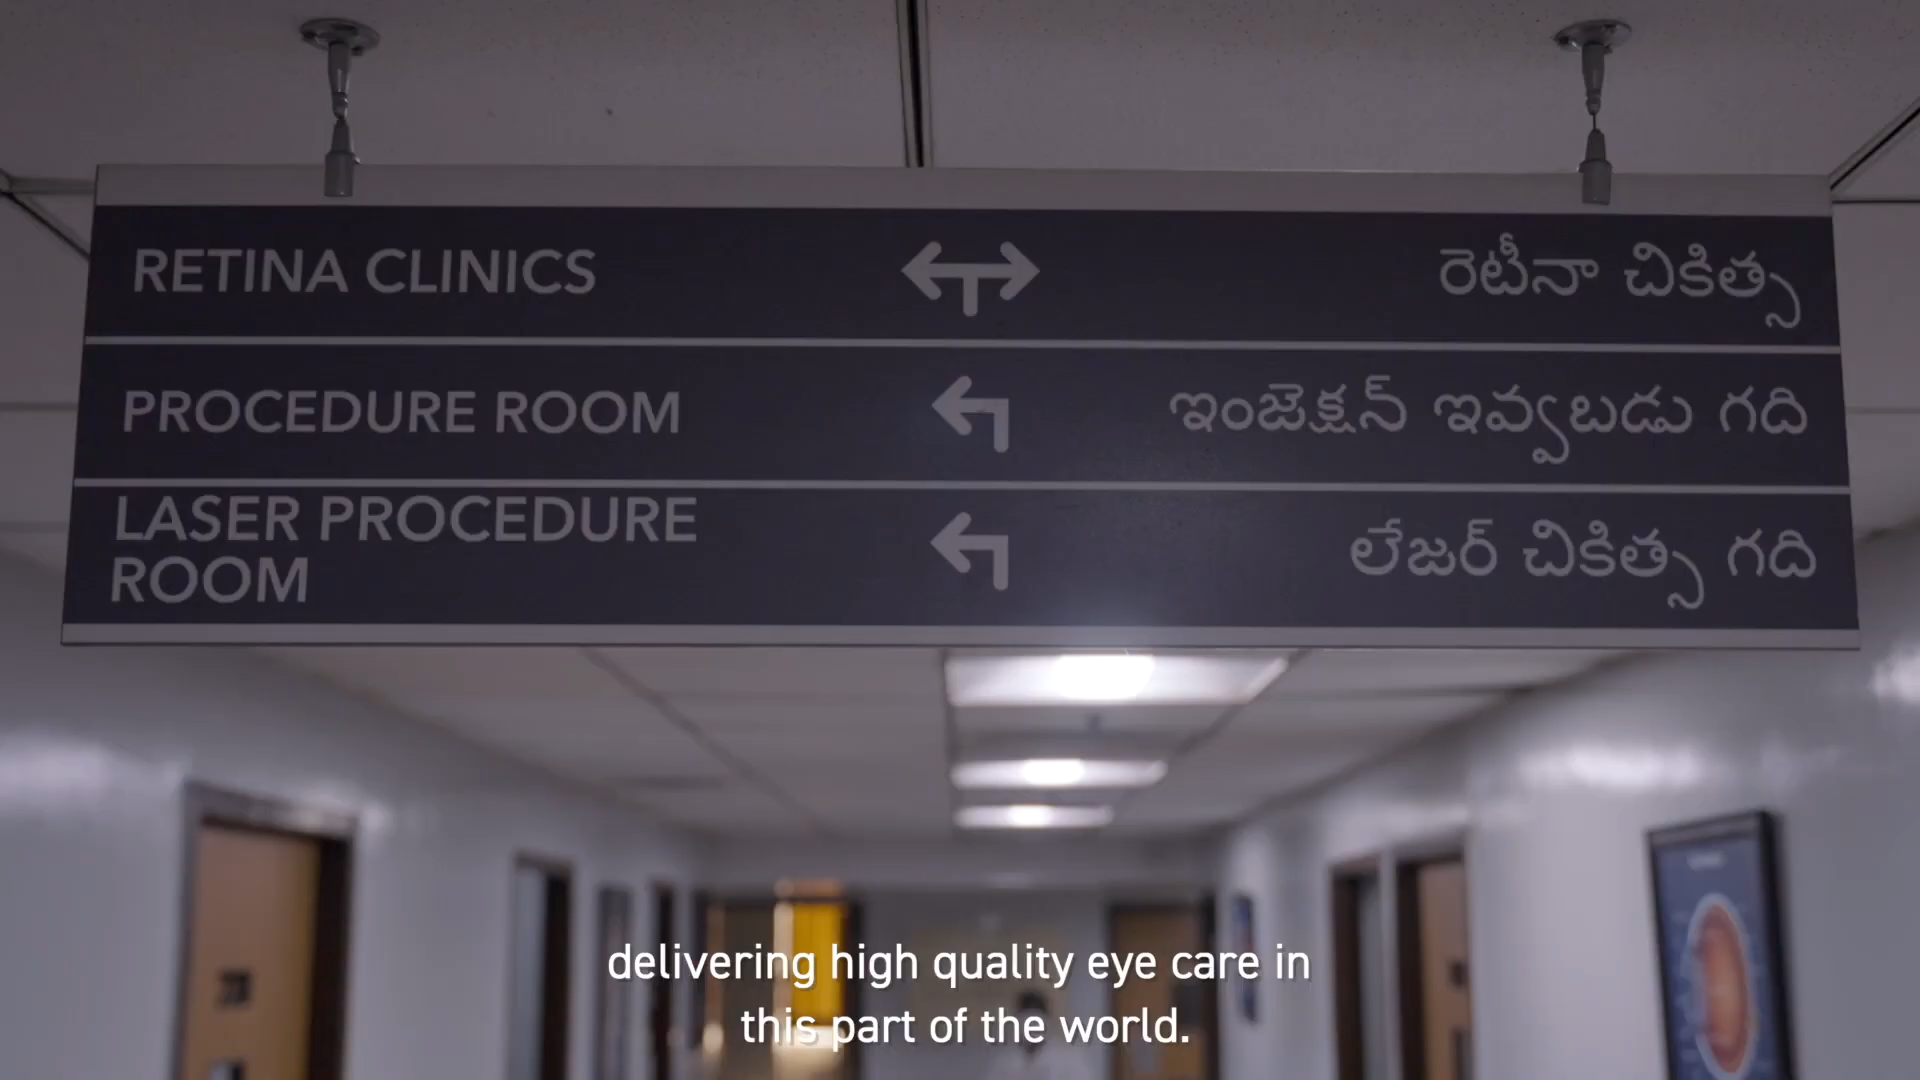 RETINA CLINICS
రెటీనా చికిత్స
PROCEDURE ROOM
ఇంజెక్షన్ ఇవ్వబడు గది
LASER PROCEDURE
ROOM
లేజర్ చికిత్స గది
delivering high quality eye care in
this part of the world.